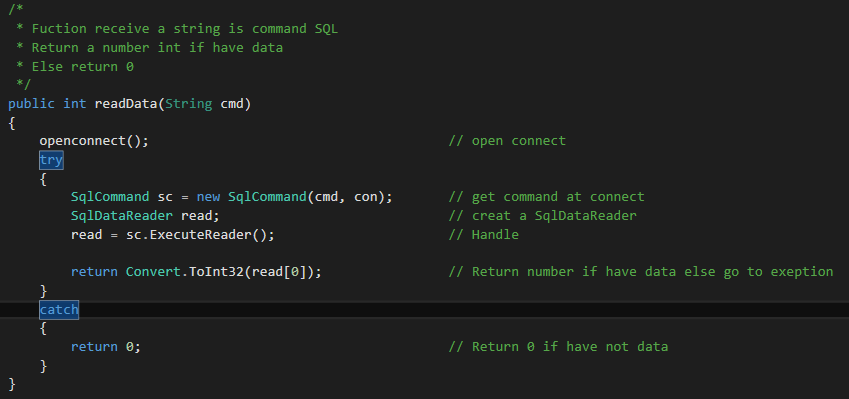 /*
 * Fuction receive a string is command SQL
 * Return a number int if have data
 * Else return 0
 */
public int readData(String cmd)
{
    openconnect();                                      // open connect
    try
    {
        SqlCommand sc = new SqlCommand(cmd, con);       // get command at connect
        SqlDataReader read;                             // creat a SqlDataReader
        read = sc.ExecuteReader();                      // Handle

        return Convert.ToInt32(read[0]);                // Return number if have data else go to exeption
    }
    catch
    {
        return 0;                                       // Return 0 if have not data
    }
}